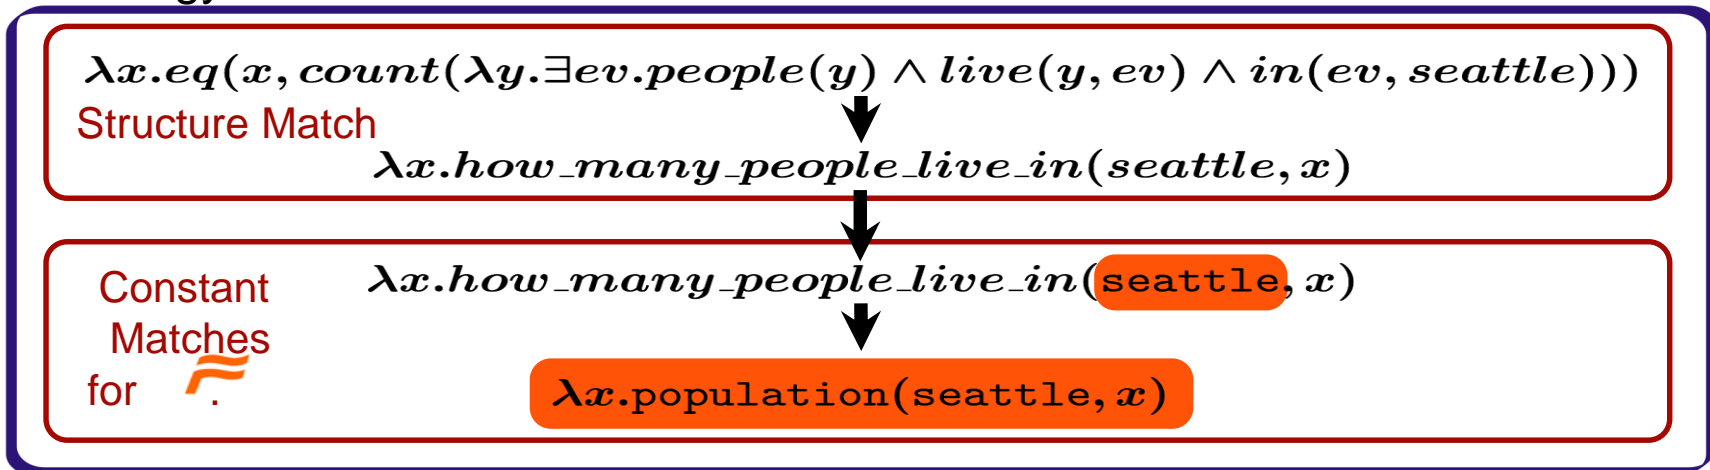 gy
λx.eq(x, count(λy.∃ev.people(y) ∧ live(y, ev) ∧ in(ev, seattle)))
Structure Match
λx.how_many_people_live_in(seattle, x)
Constant
Matches
for .
λx.how_many_people_live_in(seattle, x)
λx.population(seattle, x)